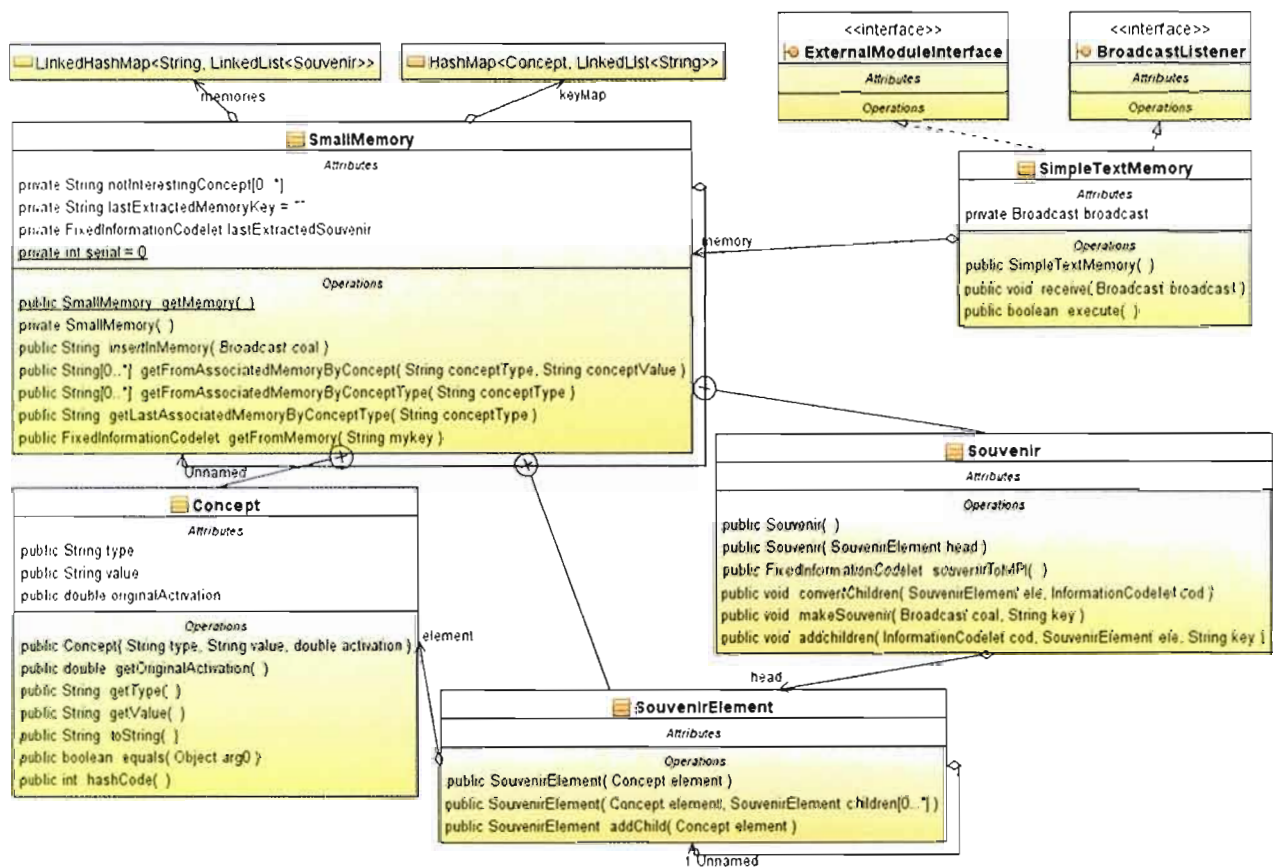 LinkedHashMap<String, LinkedList<Souvenir>>
HashMap<Concept, LinkedList<String>>
<<interface>>
ExternalModuleInterface
Attributes
Operations
<<interface>>
BroadcastListener
Attributes
Operations
memories
keyMap
SmallMemory
Attributes
private String notInterestingConcept[0..*]
private String lastExtractedMemoryKey = ""
private FixedInformationCodelet lastExtractedSouvenir
private int serial = 0
Operations
public SmallMemory getMemory( )
private SmallMemory( )
public String insertInMemory( Broadcast coal )
public String[0..*] getFromAssociatedMemoryByConcept( String conceptType, String conceptValue )
public String[0..*] getFromAssociatedMemoryByConceptType( String conceptType )
public String getLastAssociatedMemoryByConceptType( String conceptType )
public FixedInformationCodelet getFromMemory( String mykey )
Unnamed
memory
SimpleTextMemory
Attributes
private Broadcast broadcast
Operations
public SimpleTextMemory( )
public void receive( Broadcast broadcast )
public boolean execute( )
Souvenir
Attributes
Operations
public Souvenir( )
public Souvenir( SouvenirElement head )
public FixedInformationCodelet souvenirToMPI( )
public void convertChildren( SouvenirElement ele, InformationCodelet cod )
public void makeSouvenir( Broadcast coal, String key )
public void addchildren( InformationCodelet cod, SouvenirElement ele, String key )
Concept
Attributes
public String type
public String value
public double originalActivation
Operations
public Concept( String type, String value, double activation )
public double getOriginalActivation( )
public String getType( )
public String getValue( )
public String toString( )
public boolean equals( Object arg0 )
public int hashCode( )
element
head
SouvenirElement
Attributes
Operations
public SouvenirElement( Concept element )
public SouvenirElement( Concept element, SouvenirElement children[0..*] )
public SouvenirElement addChild( Concept element )
1 Unnamed